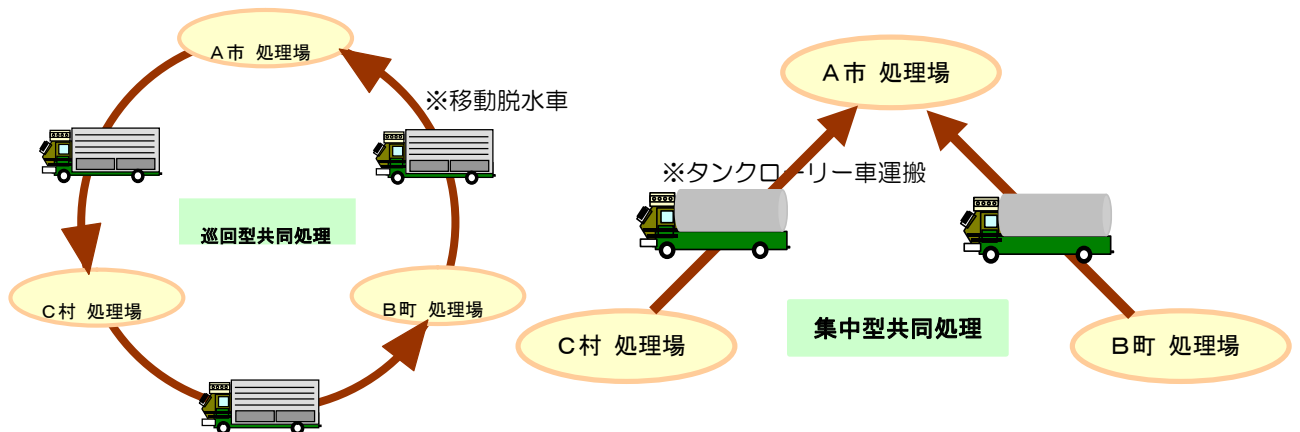 A市 処理場
※移動脱水車
巡回型共同処理
C村 処理場
B町 処理場
A市 処理場
※タンクローリー車運搬
C村 処理場
集中型共同処理
B町 処理場